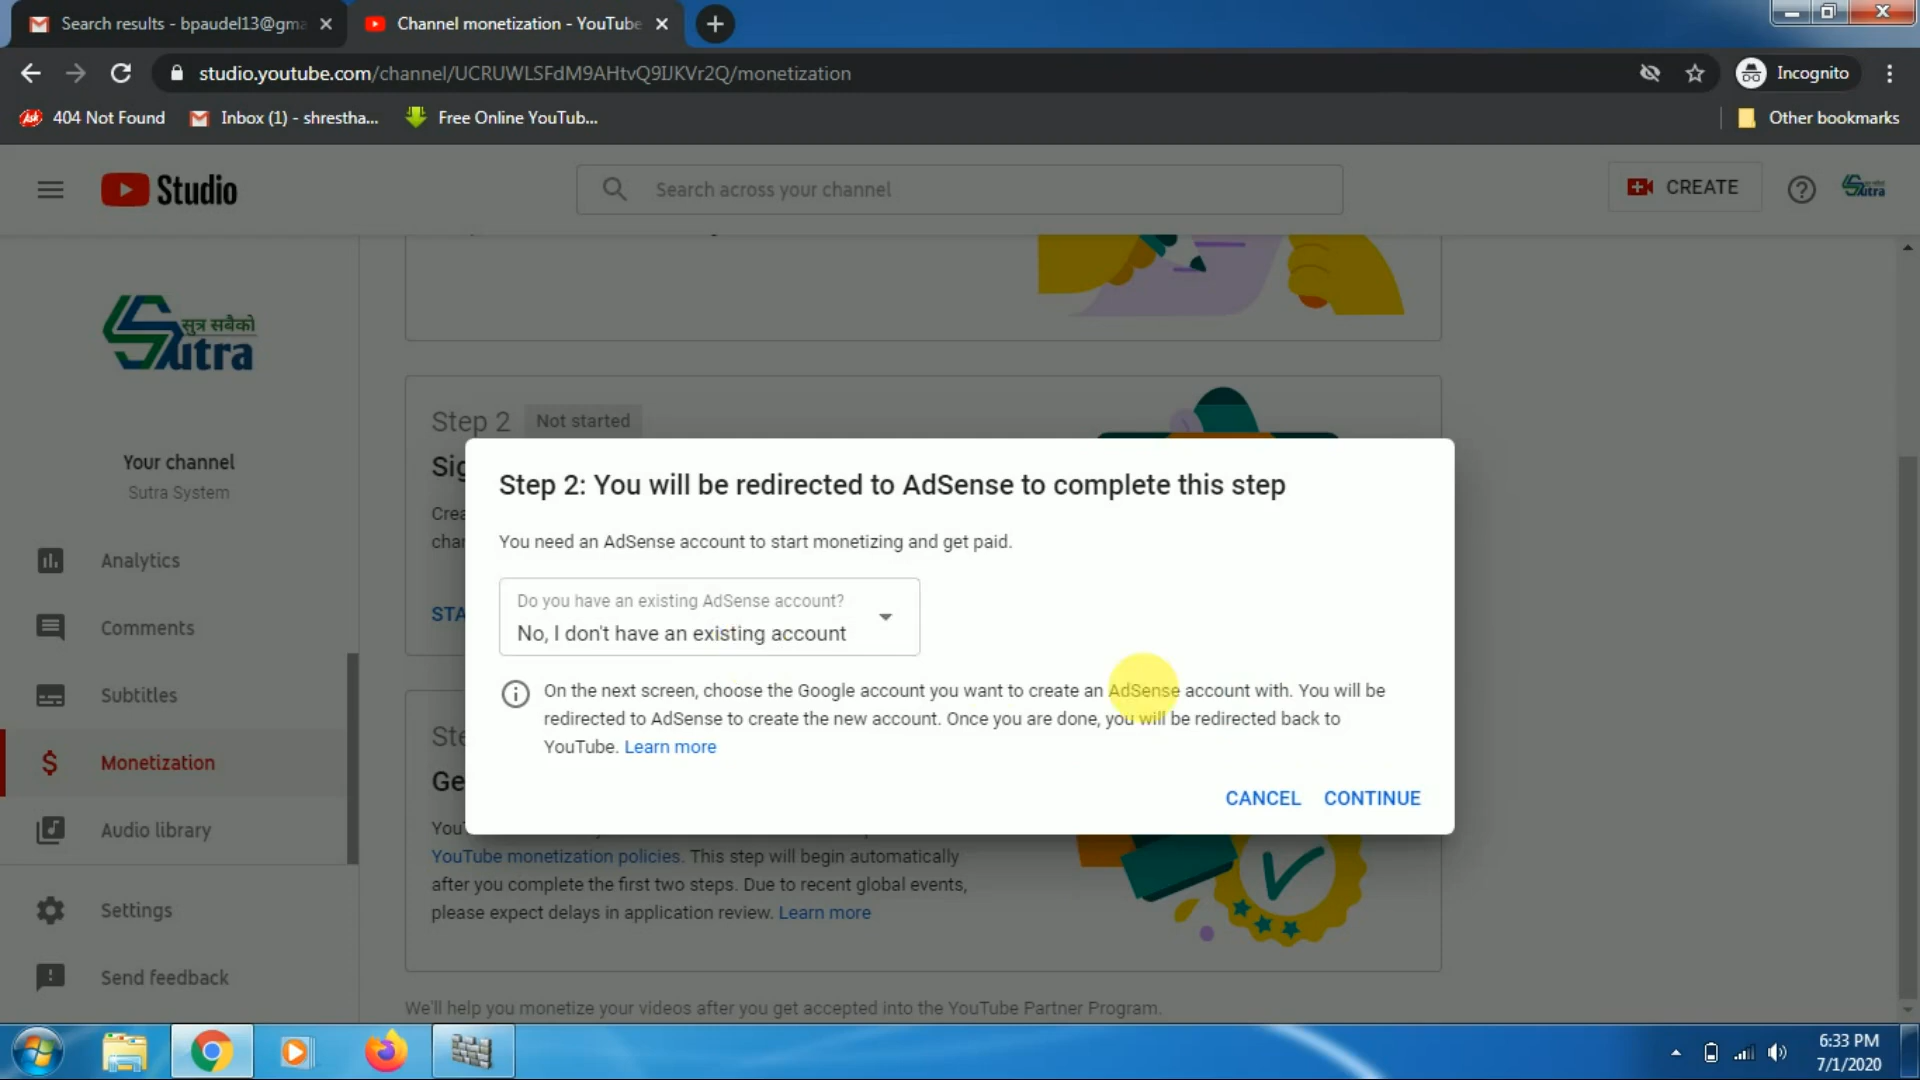 Search results - bpaudel13@gma
Channel monetization - YouTube
studio.youtube.com/channel/UCRUWLSFdM9AHtvQ9IJKVr2Q/monetization
Incognito
404 Not Found
Inbox (1) - shrestha...
Free Online YouTub...
Other bookmarks
Studio
Search across your channel
CREATE
Sutra
सुत्र सबैको
Sutra
Your channel
Sutra System
Analytics
Comments
Subtitles
Monetization
Audio library
Settings
Send feedback
Step 2
Not started
Sig
Crea
chan
STA
Step 2: You will be redirected to AdSense to complete this step
You need an AdSense account to start monetizing and get paid.
Do you have an existing AdSense account?
No, I don't have an existing account
On the next screen, choose the Google account you want to create an AdSense account with. You will be
redirected to AdSense to create the new account. Once you are done, you will be redirected back to
YouTube. Learn more
CANCEL CONTINUE
Ste
Ge
You
YouTube monetization policies. This step will begin automatically
after you complete the first two steps. Due to recent global events,
please expect delays in application review. Learn more
We'll help you monetize your videos after you get accepted into the YouTube Partner Program.
6:33 PM
7/1/2020